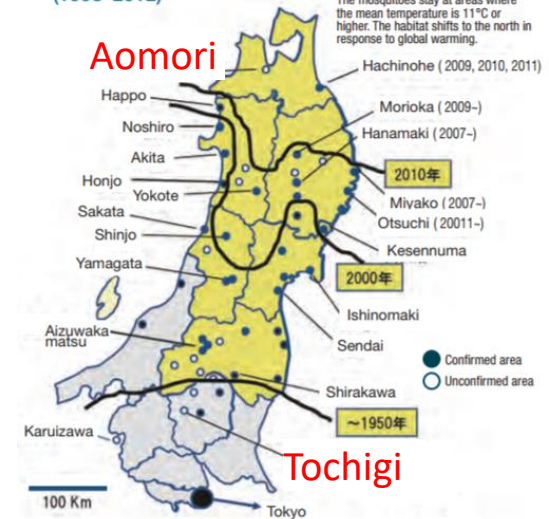 (1998-2012)
The mosquitoes stay at areas where
the mean temperature is 11°C or
higher. The habitat shifts to the north in
response to global warming.
Aomori
Hachinohe (2009, 2010, 2011)
Happo
Morioka (2009~)
Noshiro
Hanamaki (2007~)
Akita
2010年
Honjo
Yokote
Miyako (2007~)
Sakata
Otsuchi (20011~)
Shinjo
Kesennuma
Yamagata
2000年
Ishinomaki
Aizuwaka
matsu
Sendai
Confirmed area
Unconfirmed area
Shirakawa
~1950年
Karuizawa
Tochigi
100 Km
Tokyo